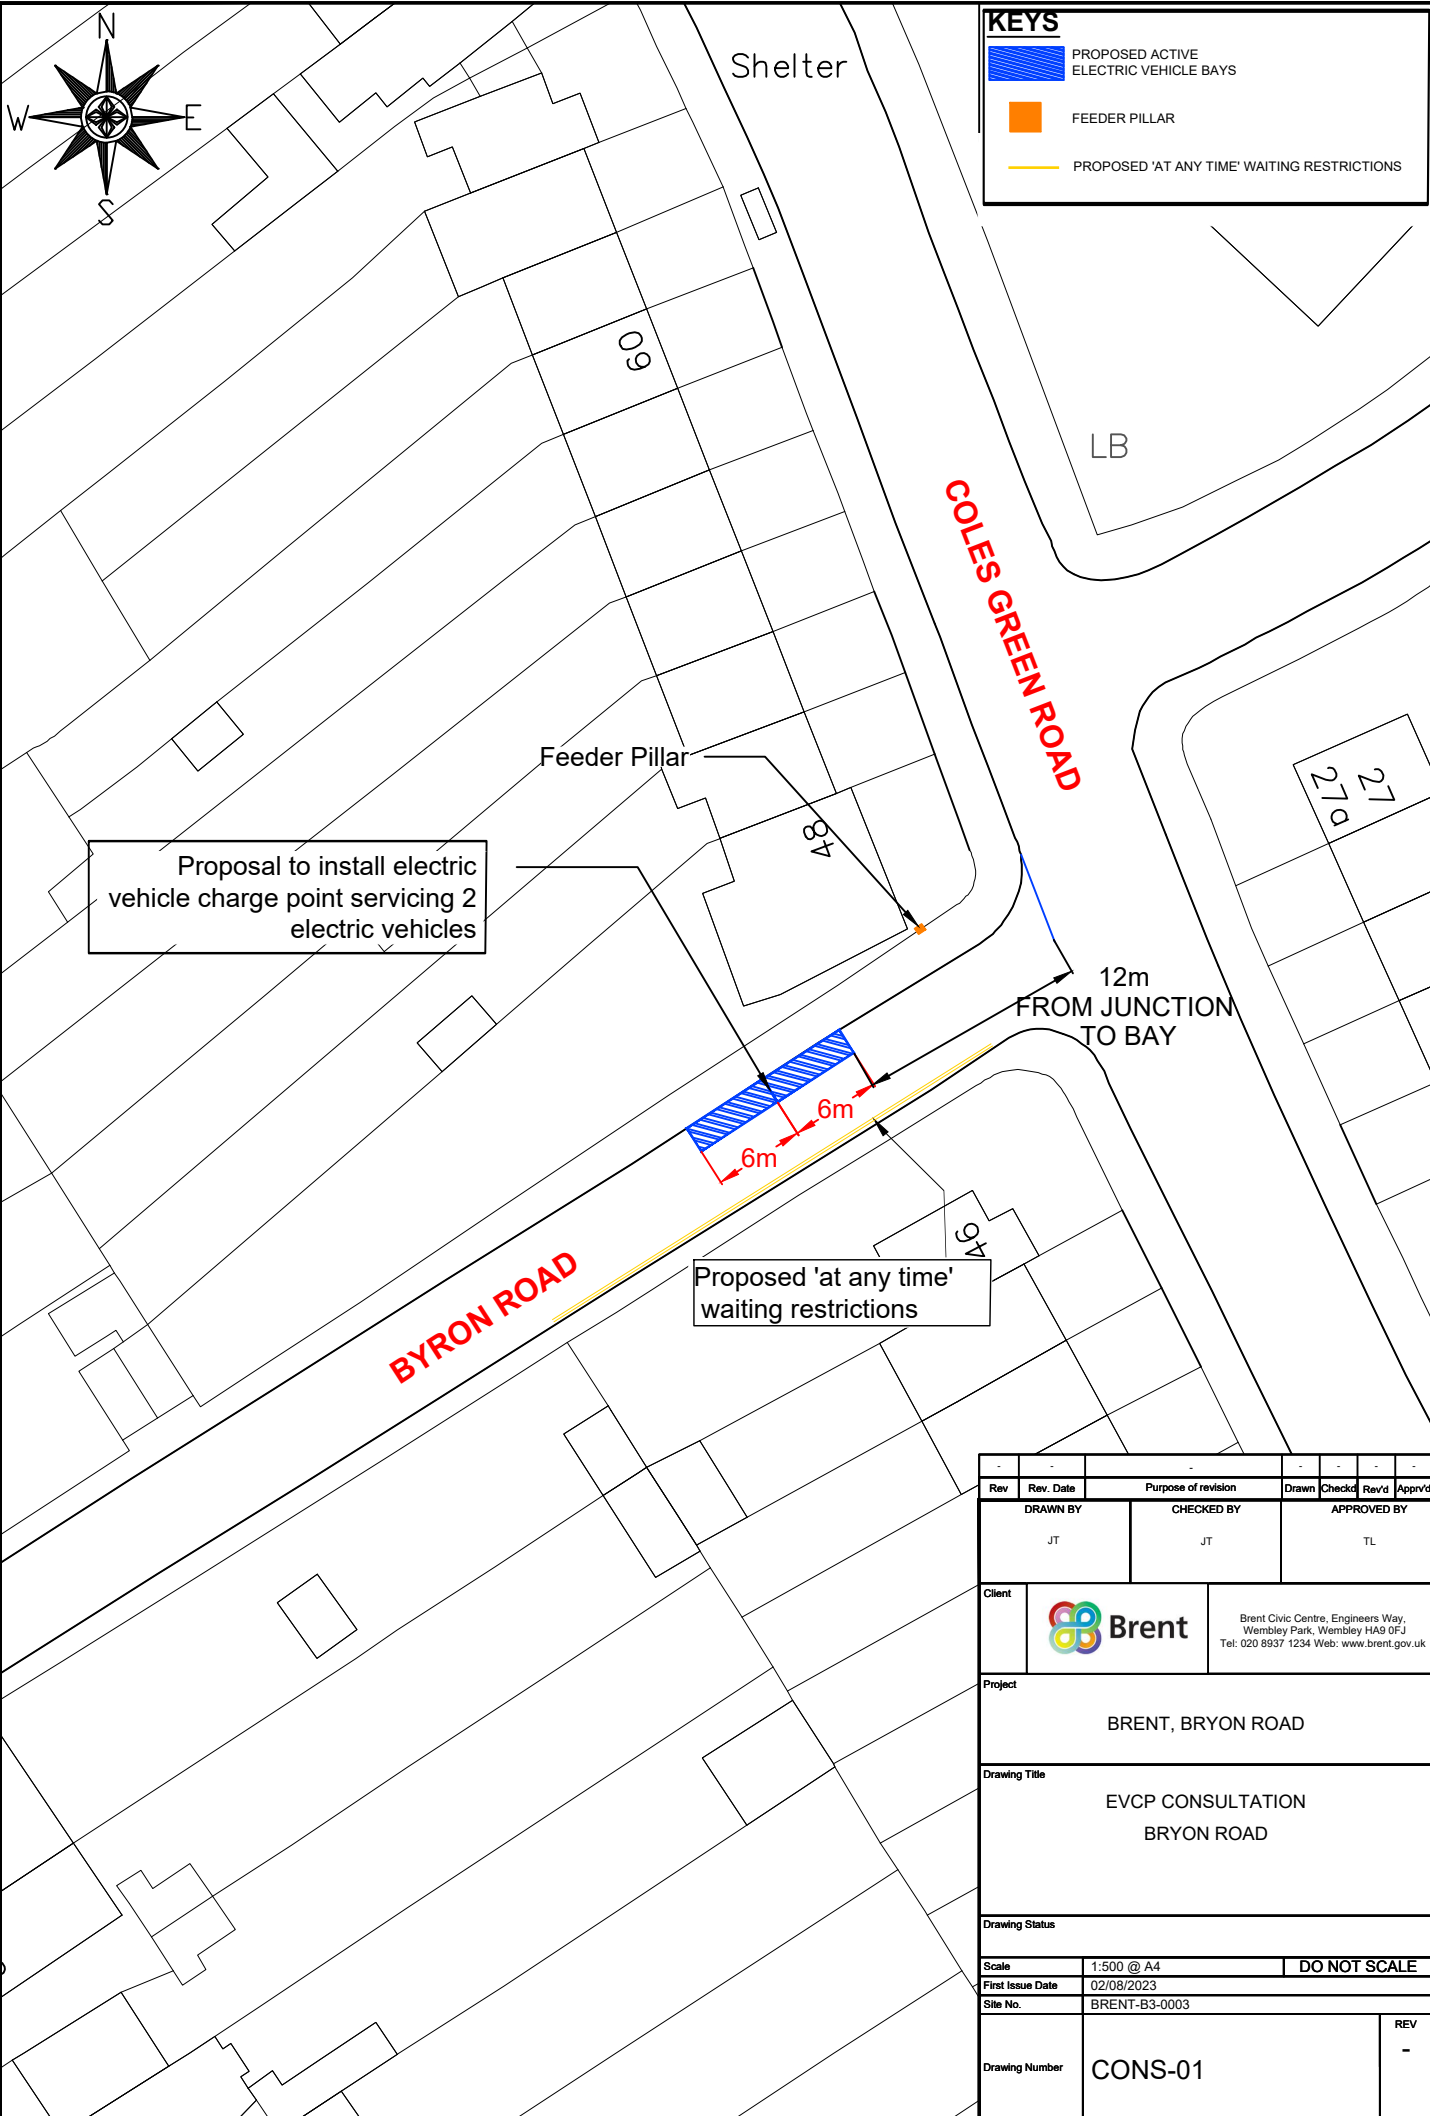 N
W
E
S
Shelter
KEYS
PROPOSED ACTIVE
ELECTRIC VEHICLE BAYS
FEEDER PILLAR
PROPOSED 'AT ANY TIME' WAITING RESTRICTIONS
60
LB
COLES GREEN ROAD
27
27a
Feeder Pillar
48
Proposal to install electric
vehicle charge point servicing 2
electric vehicles
12m
FROM JUNCTION
TO BAY
6m
6m
46
Proposed 'at any time'
waiting restrictions
BYRON ROAD
- - - - - - -
Rev Rev. Date Purpose of revision Drawn Checkd Rev'd Apprv'd
DRAWN BY CHECKED BY APPROVED BY
JT JT TL
Client
Brent
Brent Civic Centre, Engineers Way,
Wembley Park, Wembley HA9 0FJ
Tel: 020 8937 1234 Web: www.brent.gov.uk
Project
BRENT, BRYON ROAD
Drawing Title
EVCP CONSULTATION
BRYON ROAD
Drawing Status
Scale 1:500 @ A4 DO NOT SCALE
First Issue Date 02/08/2023
Site No. BRENT-B3-0003
REV
-
Drawing Number CONS-01